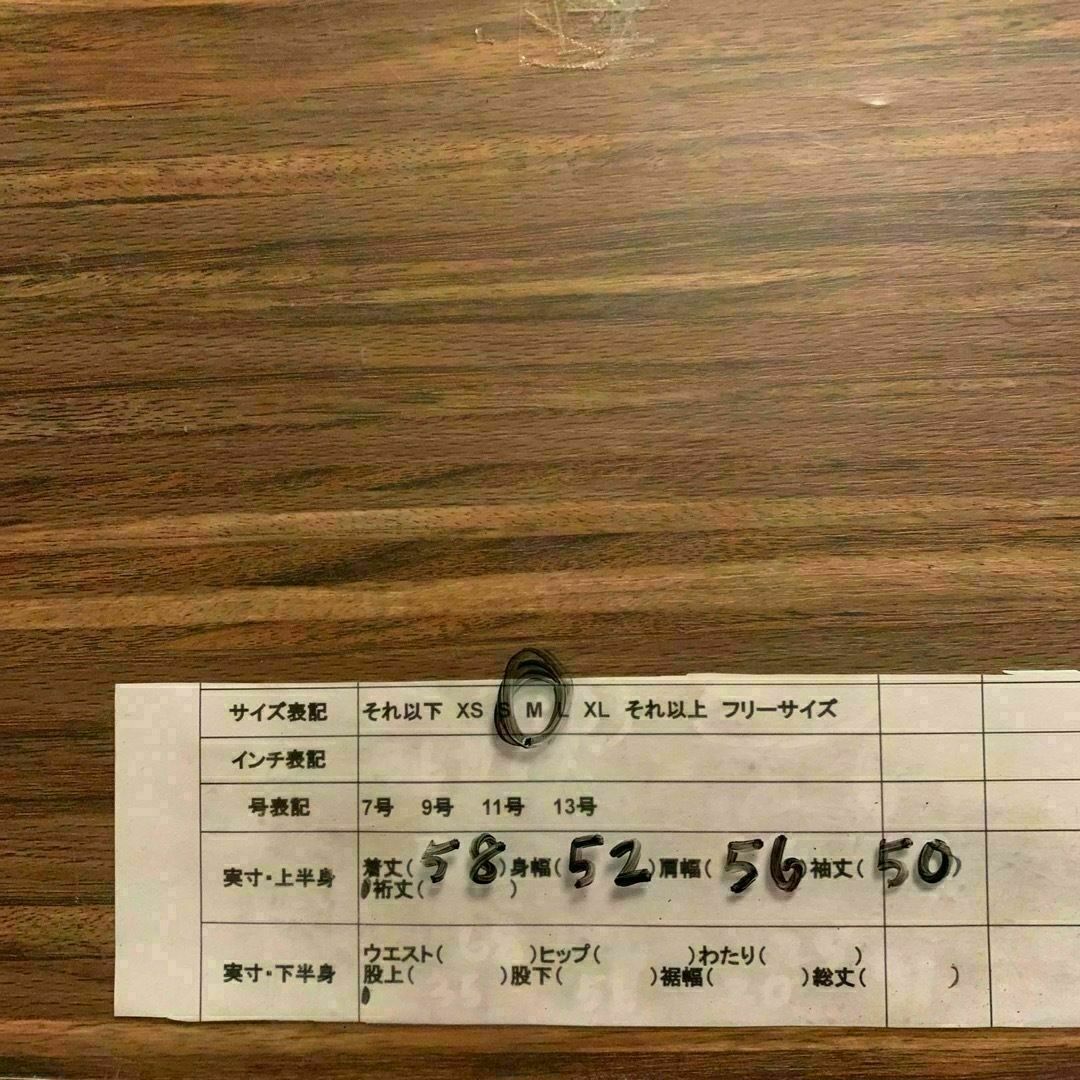 サイズ表記 それ以下 XS S M L XL それ以上 フリーサイズ
インチ表記
号表記 7号 9号 11号 13号
実寸・上半身 着丈(58)身幅(52)肩幅(56)袖丈(50)
裄丈( )
実寸・下半身 ウエスト( )ヒップ( )わたり( )
股上( )股下( )裾幅( )総丈( )